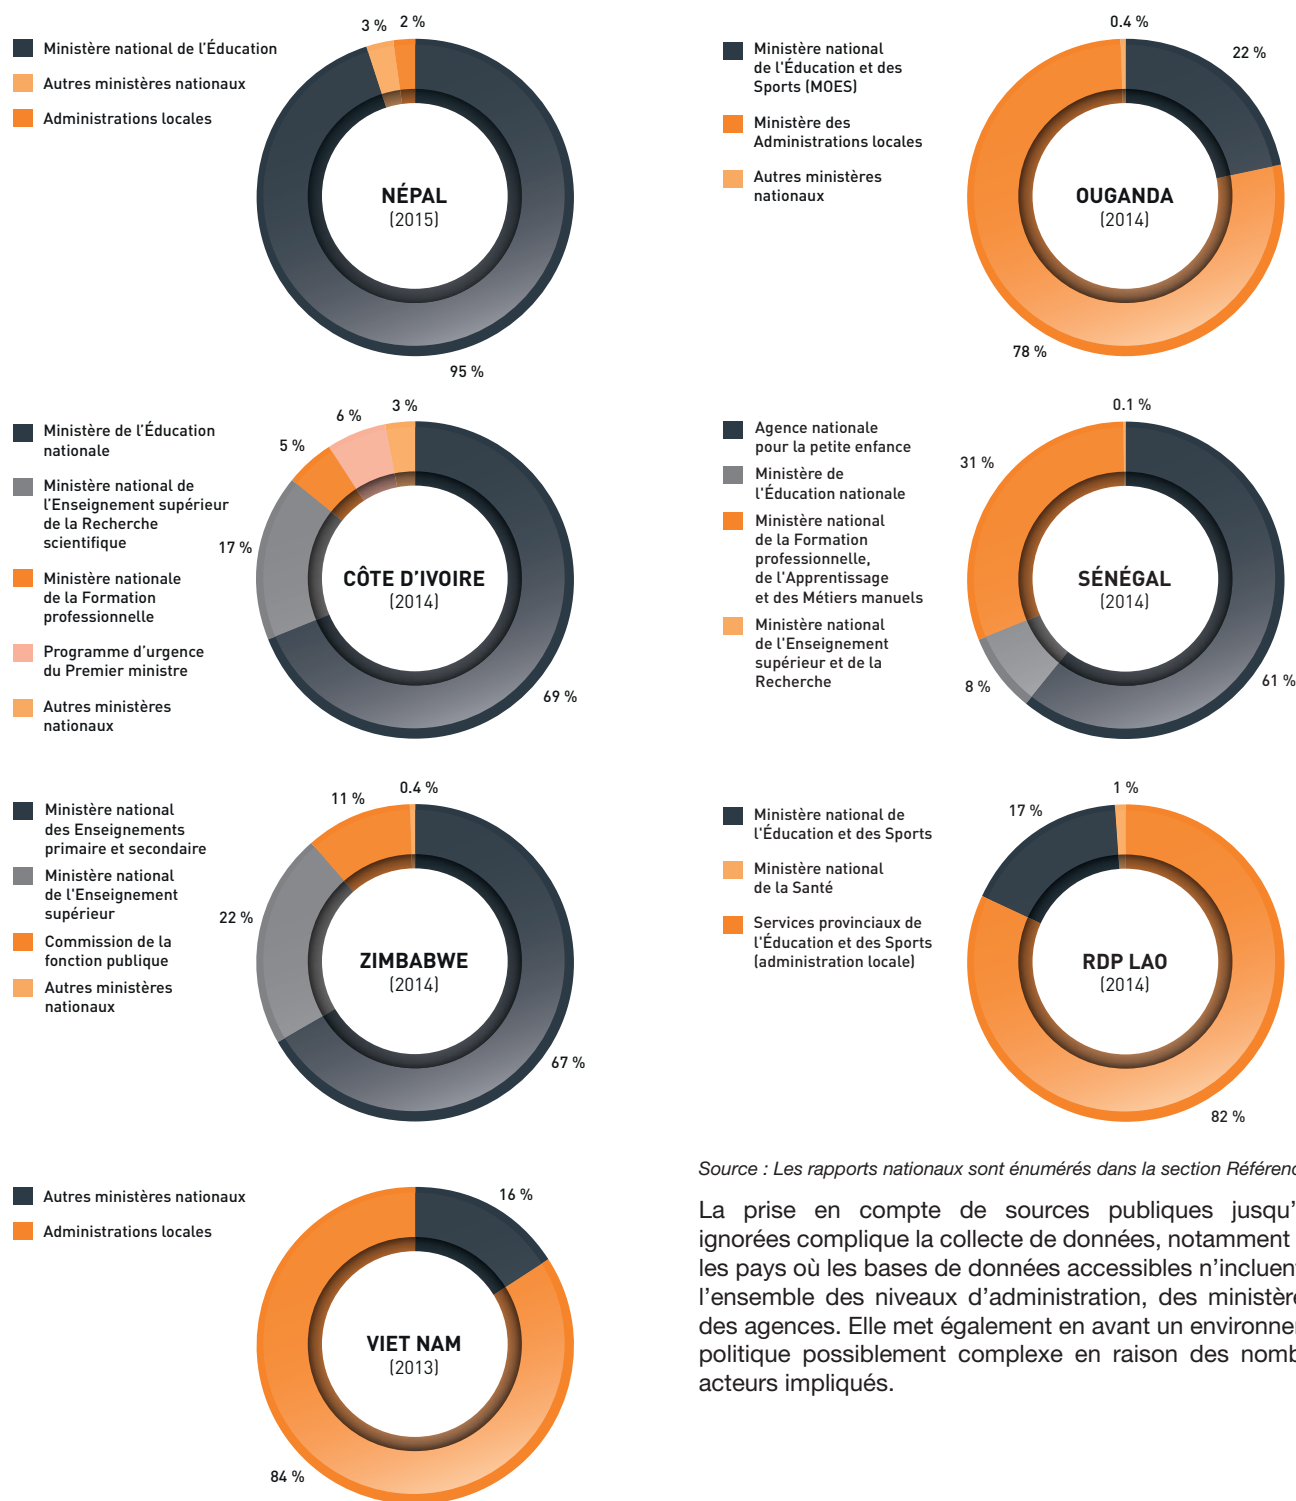 3 % 2 %
Ministère national de l'Éducation
Autres ministères nationaux
Administrations locales
NÉPAL
(2015)
95 %
0.4 %
Ministère national
de l'Éducation et des
Sports (MOES)
22 %
Ministère des
Administrations locales
Autres ministères
nationaux
OUGANDA
(2014)
78 %
3 %
6 %
5 %
Ministère de l'Éducation
nationale
Ministère national de
l'Enseignement supérieur
de la Recherche
scientifique
17 %
Ministère nationale
de la Formation
professionnelle
Programme d'urgence
du Premier ministre
Autres ministères
nationaux
CÔTE D'IVOIRE
(2014)
69 %
0.1 %
Agence nationale
pour la petite enfance
31 %
Ministère de
l'Éducation nationale
Ministère national
de la Formation
professionnelle,
de l'Apprentissage
et des Métiers manuels
Ministère national
de l'Enseignement
supérieur et de la
Recherche
SÉNÉGAL
(2014)
8 %
61 %
0.4 %
11 %
Ministère national
des Enseignements
primaire et secondaire
Ministère national
de l'Enseignement
supérieur
22 %
Commission de la
fonction publique
Autres ministères
nationaux
ZIMBABWE
(2014)
67 %
1 %
17 %
Ministère national de
l'Éducation et des Sports
Ministère national
de la Santé
Services provinciaux de
l'Éducation et des Sports
(administration locale)
RDP LAO
(2014)
82 %
Autres ministères nationaux
Administrations locales
16 %
VIET NAM
(2013)
84 %
Source : Les rapports nationaux sont énumérés dans la section
La prise en compte de sources publiques
ignorées complique la collecte de données, notamment
les pays où les bases de données accessibles n'incluent
l'ensemble des niveaux d'administration, des
des agences. Elle met également en avant un
politique possiblement complexe en raison des
acteurs impliqués.